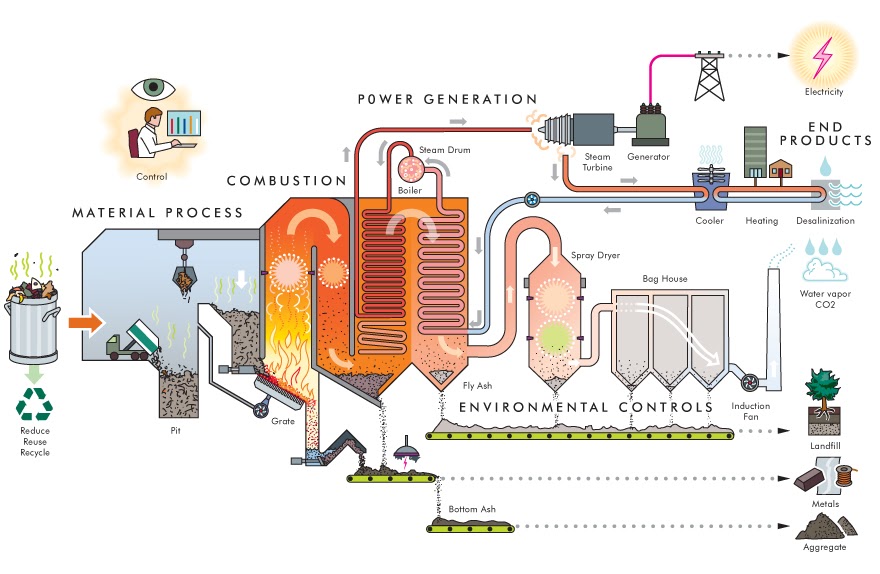 POWER GENERATION
Electricity
END
PRODUCTS
Steam Drum
Steam
Turbine
Generator
Control
COMBUSTION
Boiler
MATERIAL PROCESS
Cooler
Heating
Desalinization
Spray Dryer
Bag House
Water vapor
CO2
Fly Ash
ENVIRONMENTAL CONTROLS
Induction
Fan
Grate
Pit
Reduce
Reuse
Recycle
Landfill
Metals
Bottom Ash
Aggregate